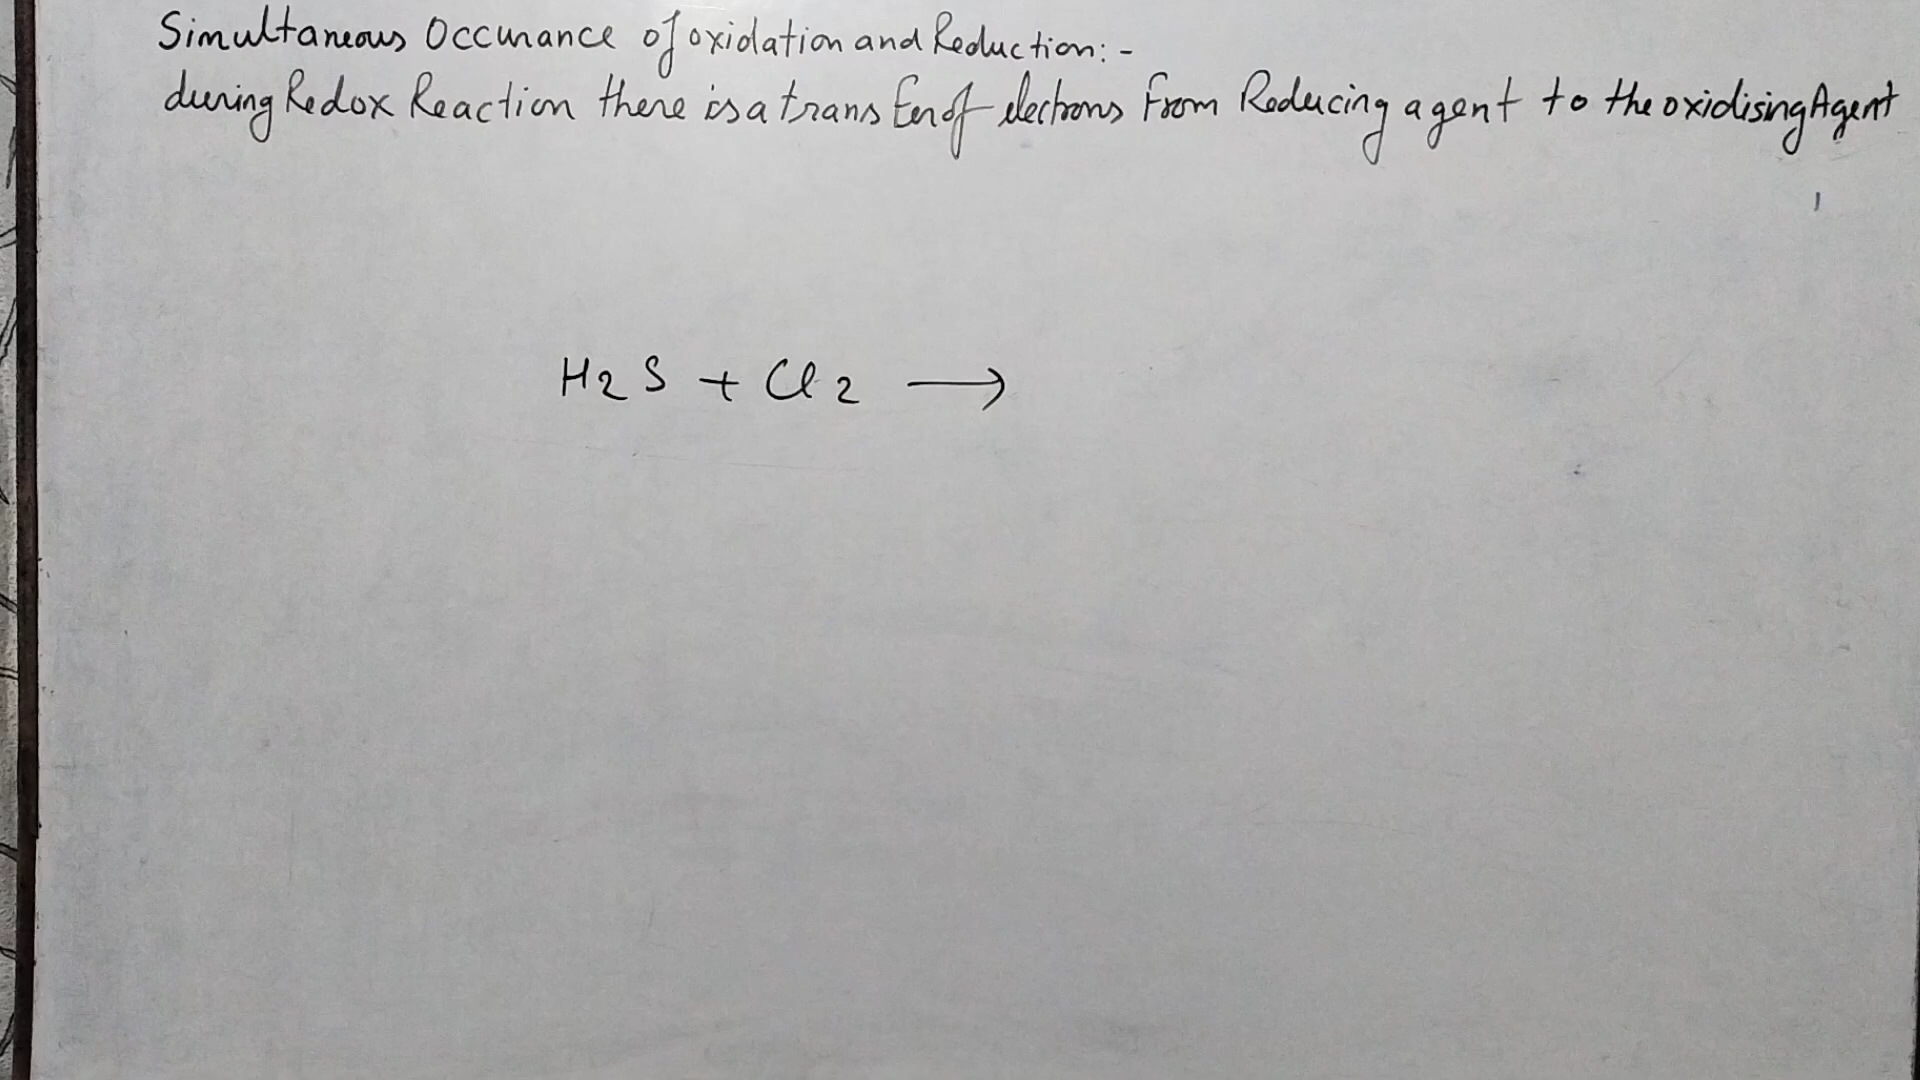 Simultaneous Occurance of oxidation and Reduction:-
during Redox Reaction there is a transfer of electrons From Reducing agent to the oxidising Agent
H2S + Cl2 →